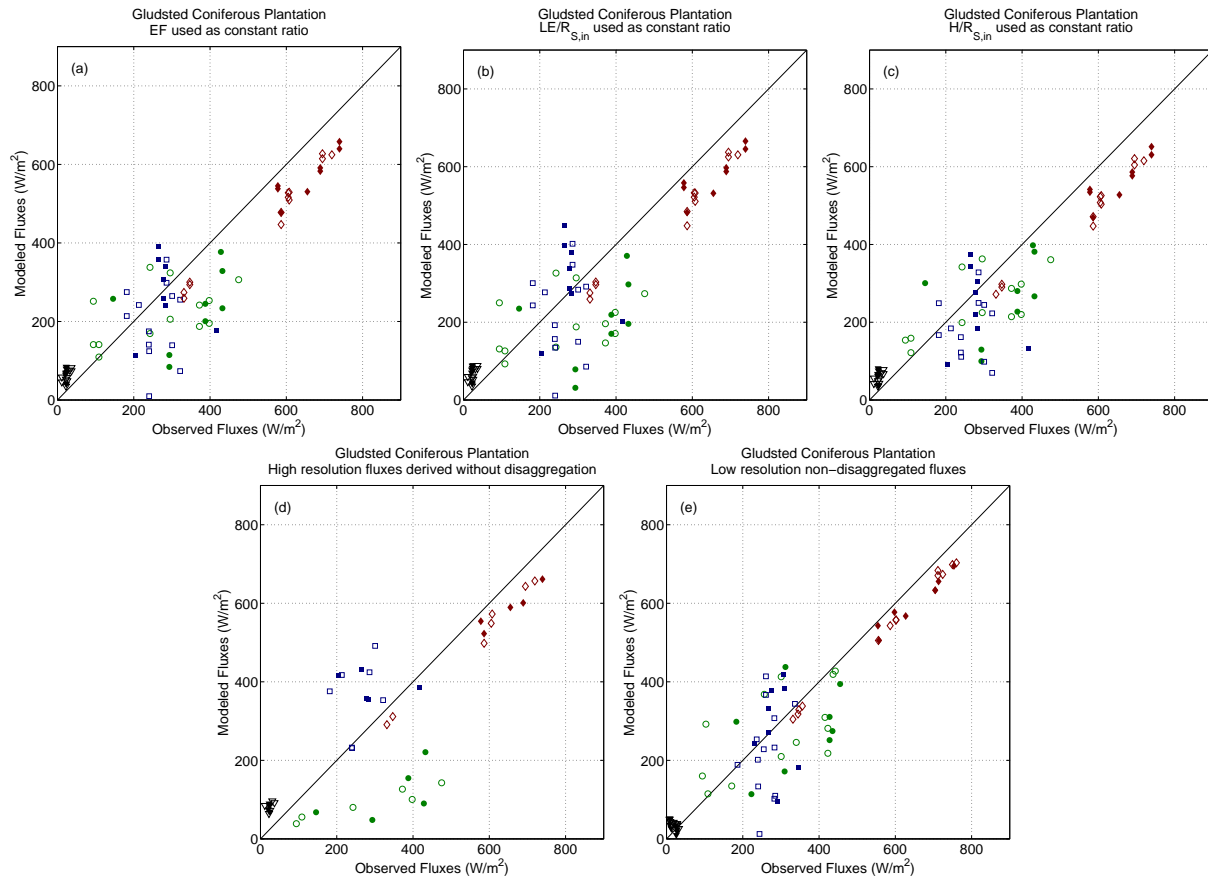 Gludsted Coniferous Plantation
EF used as constant ratio
(a)
800
600
400
200
0
0 200 400 600 800
Modeled Fluxes (W/m²)
Observed Fluxes (W/m²)
Gludsted Coniferous Plantation
LE/R_S,in used as constant ratio
(b)
800
600
400
200
0
0 200 400 600 800
Modeled Fluxes (W/m²)
Observed Fluxes (W/m²)
Gludsted Coniferous Plantation
H/R_S,in used as constant ratio
(c)
800
600
400
200
0
0 200 400 600 800
Modeled Fluxes (W/m²)
Observed Fluxes (W/m²)
Gludsted Coniferous Plantation
High resolution fluxes derived without disaggregation
(d)
800
600
400
200
0
0 200 400 600 800
Modeled Fluxes (W/m²)
Observed Fluxes (W/m²)
Gludsted Coniferous Plantation
Low resolution non−disaggregated fluxes
(e)
800
600
400
200
0
0 200 400 600 800
Modeled Fluxes (W/m²)
Observed Fluxes (W/m²)